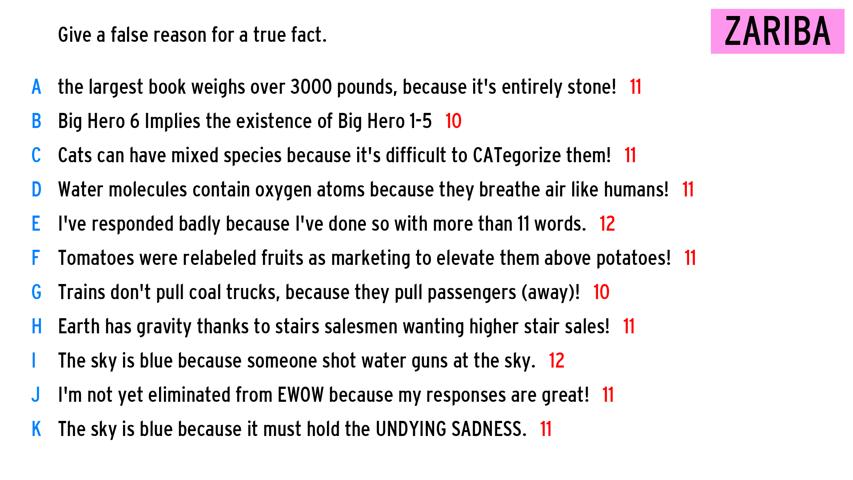 Give a false reason for a true fact.
ZARIBA
A the largest book weighs over 3000 pounds, because it's entirely stone! 11
B Big Hero 6 Implies the existence of Big Hero 1-5 10
C Cats can have mixed species because it's difficult to CATegorize them! 11
D Water molecules contain oxygen atoms because they breathe air like humans! 11
E I've responded badly because I've done so with more than 11 words. 12
F Tomatoes were relabeled fruits as marketing to elevate them above potatoes! 11
G Trains don't pull coal trucks, because they pull passengers (away)! 10
H Earth has gravity thanks to stairs salesmen wanting higher stair sales! 11
I The sky is blue because someone shot water guns at the sky. 12
J I'm not yet eliminated from EWOW because my responses are great! 11
K The sky is blue because it must hold the UNDYING SADNESS. 11